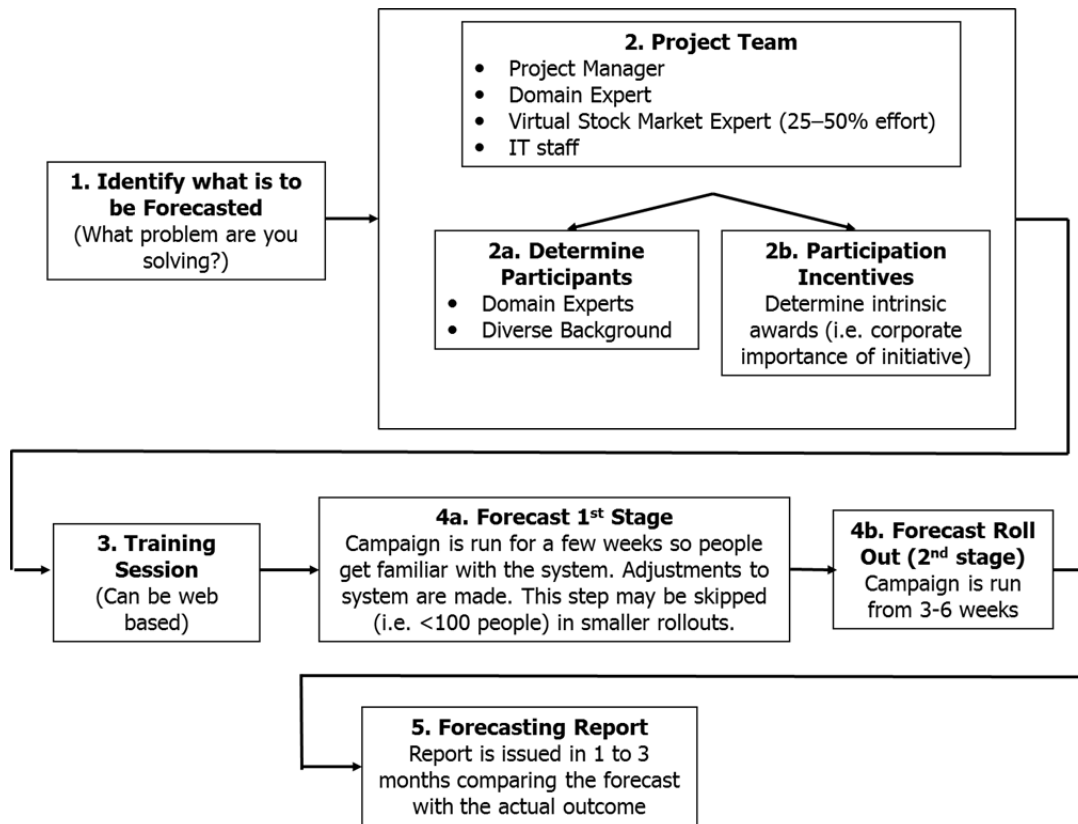 2. Project Team
• Project Manager
• Domain Expert
• Virtual Stock Market Expert (25–50% effort)
• IT staff
1. Identify what is to
be Forecasted
(What problem are you
solving?)
2a. Determine
Participants
• Domain Experts
• Diverse Background
2b. Participation
Incentives
Determine intrinsic
awards (i.e. corporate
importance of initiative)
3. Training
Session
(Can be web
based)
4a. Forecast 1st Stage
Campaign is run for a few weeks so people
get familiar with the system. Adjustments to
system are made. This step may be skipped
(i.e. <100 people) in smaller rollouts.
4b. Forecast Roll
Out (2nd stage)
Campaign is run
from 3-6 weeks
5. Forecasting Report
Report is issued in 1 to 3
months comparing the forecast
with the actual outcome